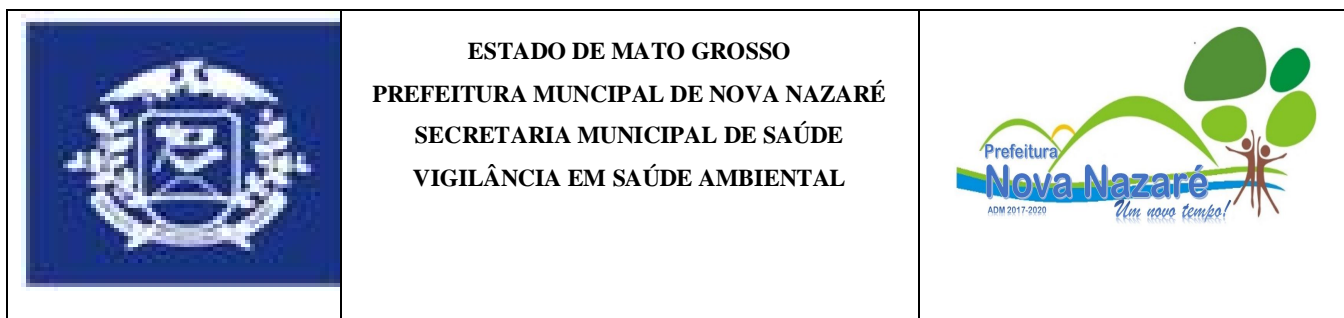 ESTADO DE MATO GROSSO
PREFEITURA MUNCIPAL DE NOVA NAZARÉ
SECRETARIA MUNICIPAL DE SAÚDE
VIGILÂNCIA EM SAÚDE AMBIENTAL
Prefeitura
Nova Nazaré
ADM 2017-2020
Um novo tempo!